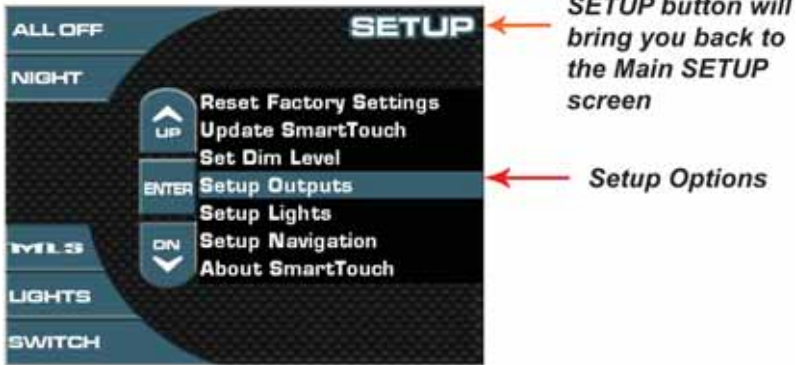 ALL OFF
NIGHT
SETUP
Reset Factory Settings
UP
Update SmartTouch
Set Dim Level
ENTER
Setup Outputs
Setup Lights
DN
Setup Navigation
About SmartTouch
MLS
LIGHTS
SWITCH
SETUP button will
bring you back to
the Main SETUP
screen
Setup Options